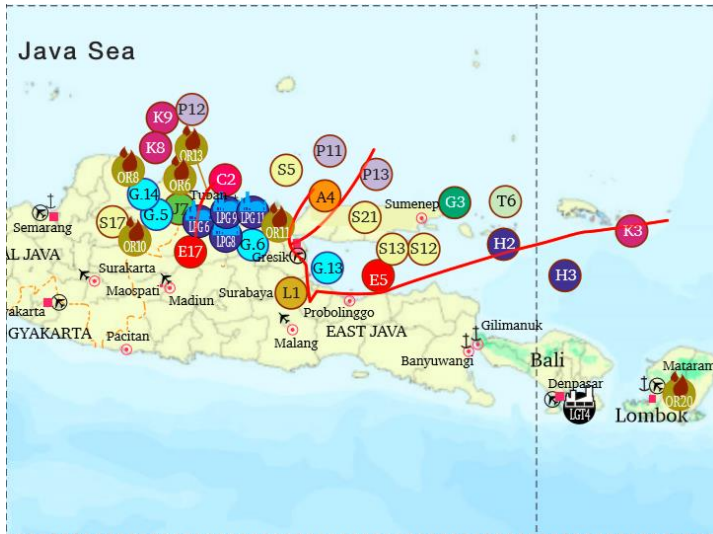 Java Sea
K9
P12
K8
OR13
P11
OR8
S5
P13
OR6
C2
G.14
A4
Tuban
J7
G.5
LPG 9
LPG 11
Sumenep
G3
T6
Semarang
S17
LPG 6
OR11
S21
K3
OR10
LPG8
G.6
S13
S12
H2
AL JAVA
E17
Gresik
G.13
Surakarta
E5
H3
Maospati
Madiun
Surabaya
L1
Probolinggo
yakarta
GYAKARTA
Pacitan
Malang
EAST JAVA
Gilimanuk
Banyuwangi
Bali
Mataram
Denpasar
OR20
LGT4
Lombok